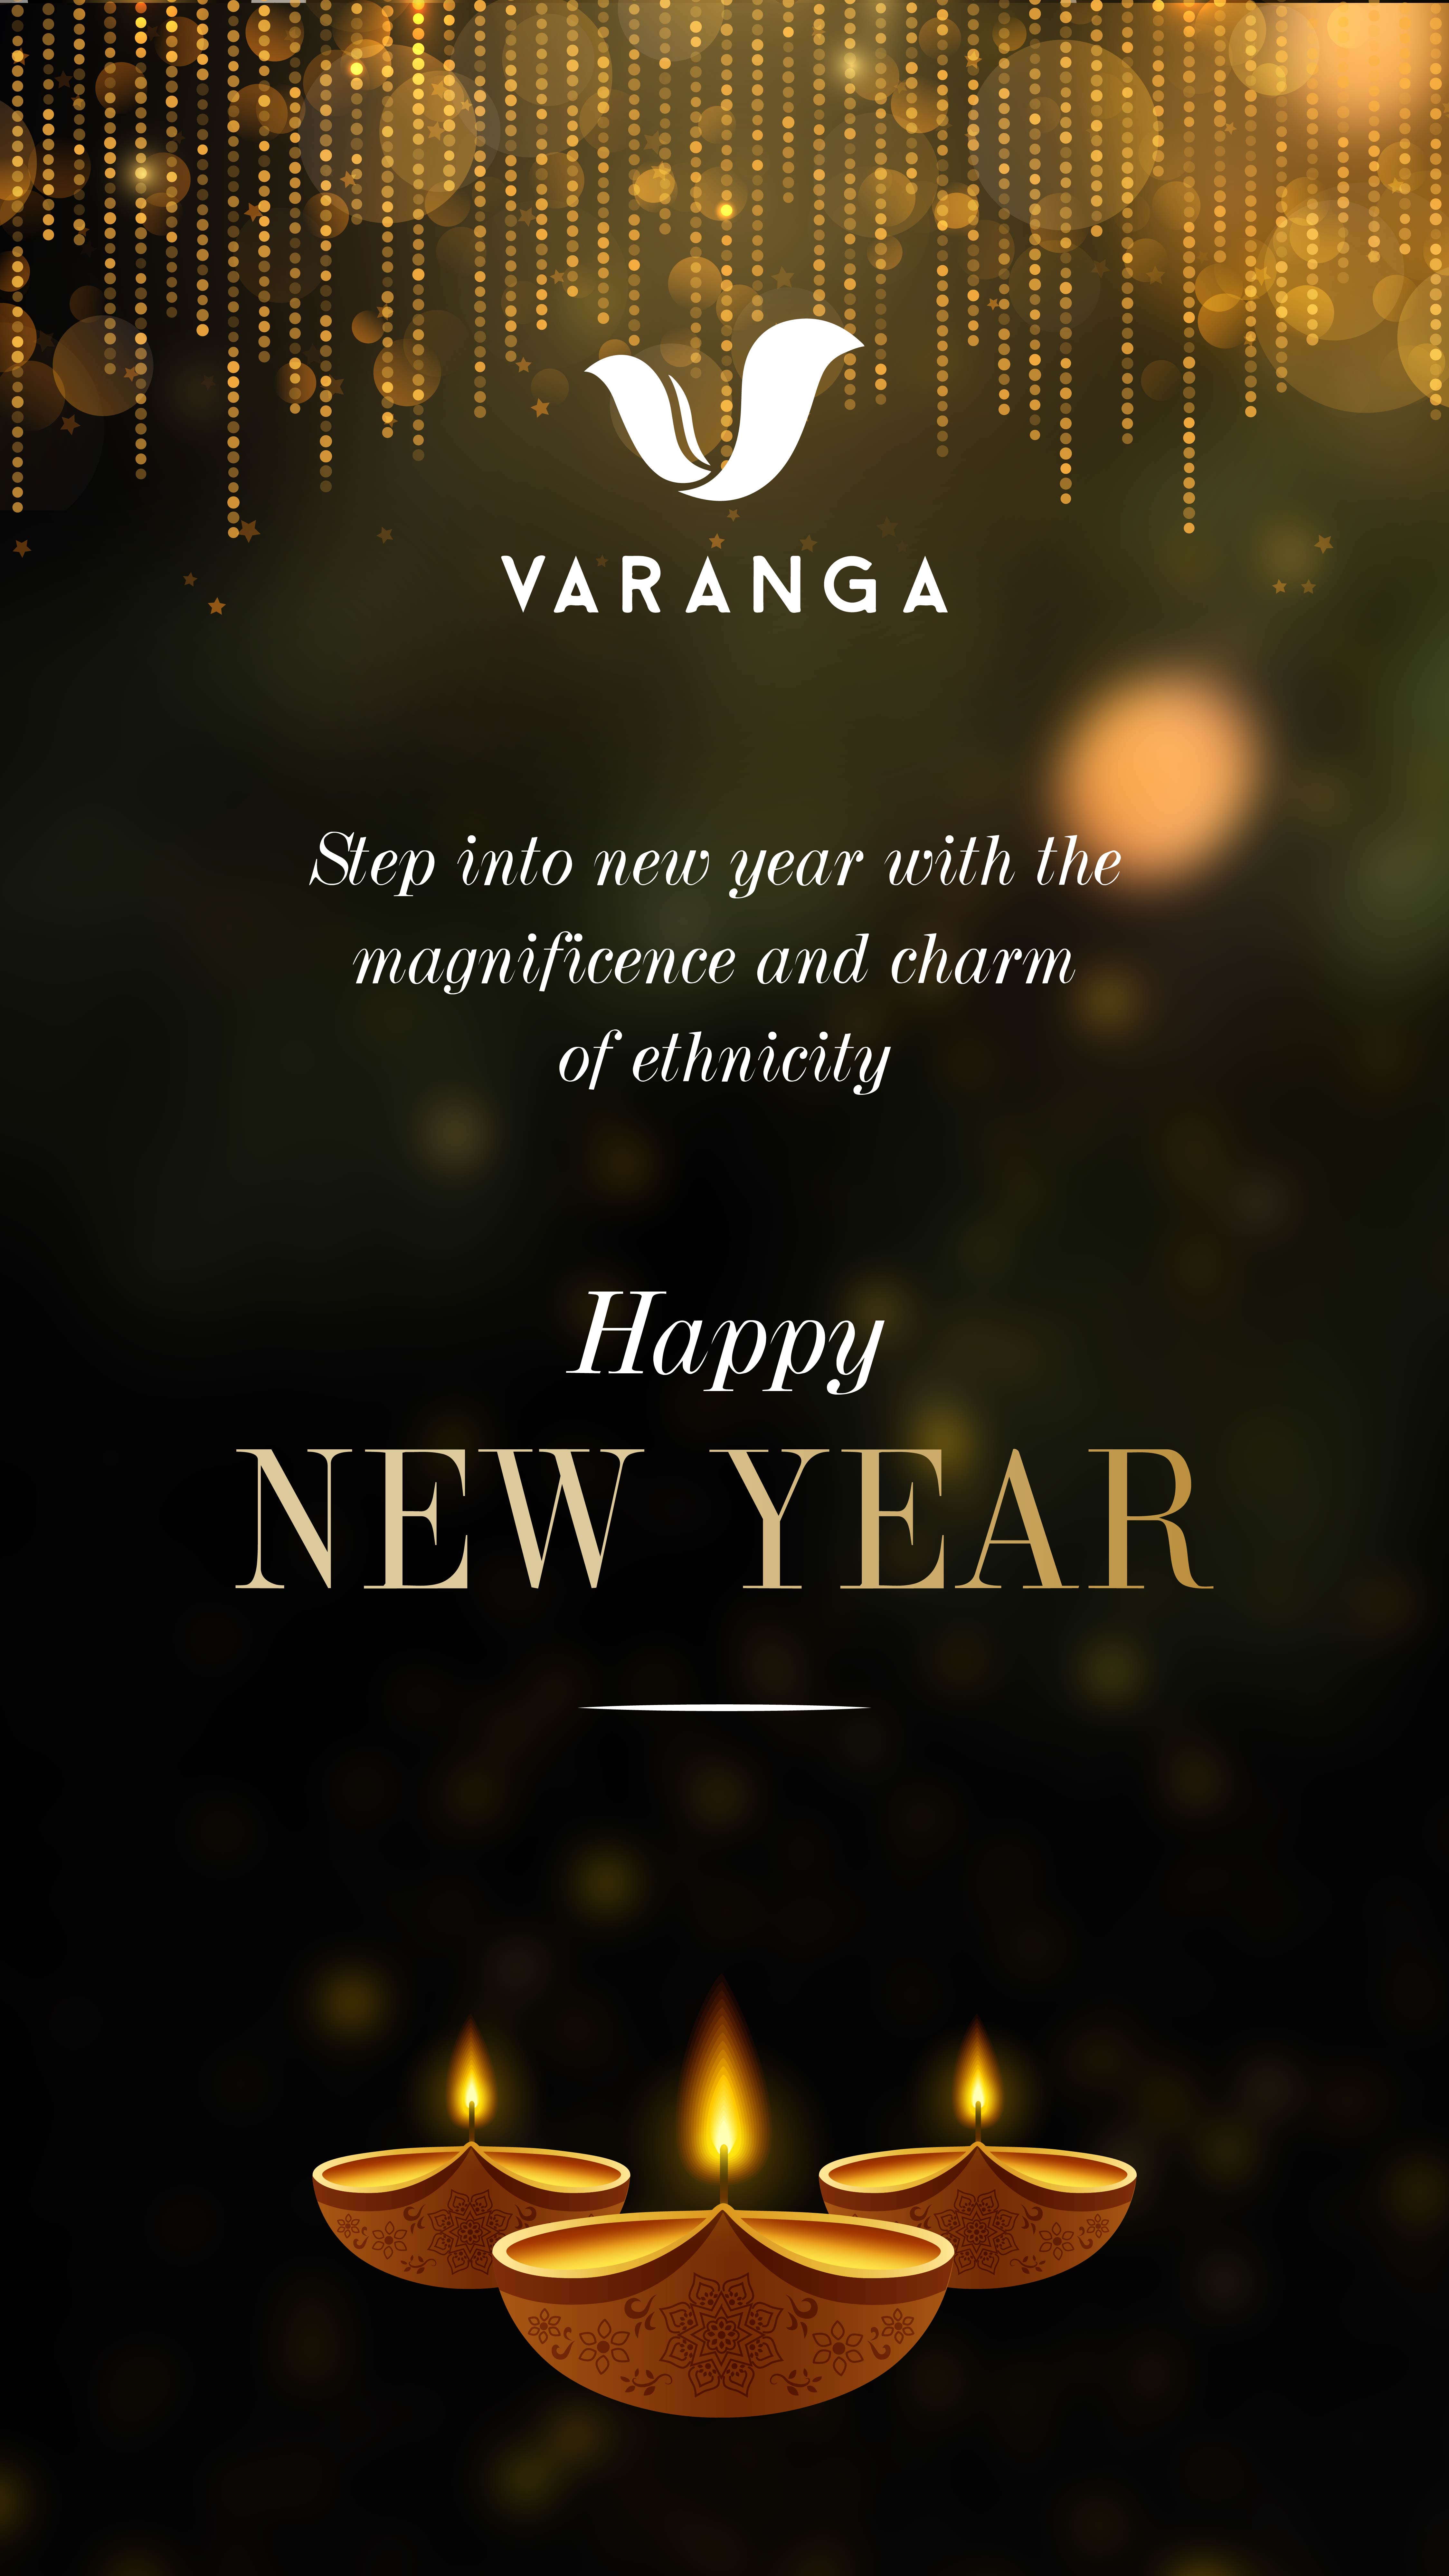 VARANGA
Step into new year with the
magnificence and charm
of ethnicity
Happy
NEW YEAR